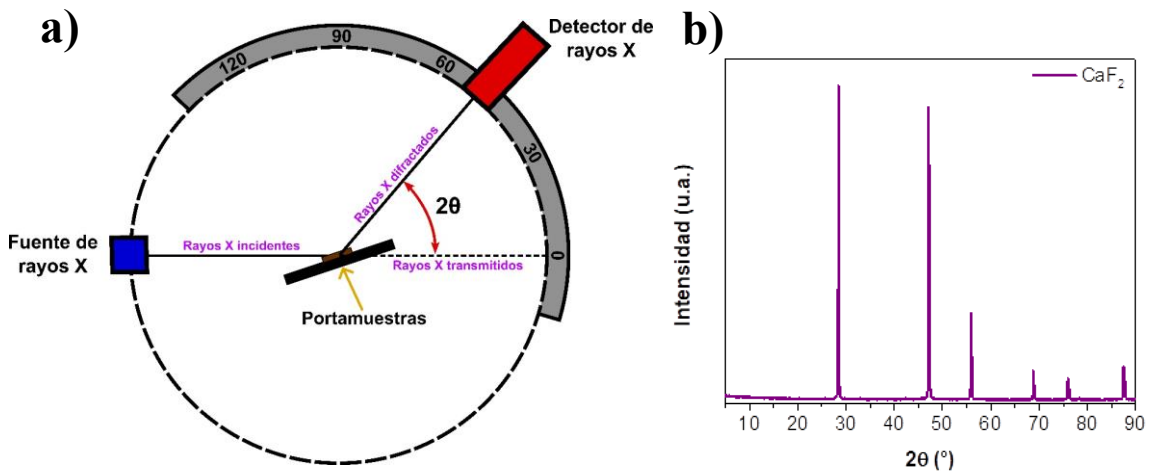 a)
Detector de
rayos X
120
90
60
30
0
Rayos X difractados
2θ
Fuente de
rayos X
Rayos X incidentes
Rayos X transmitidos
Portamuestras
b)
CaF₂
Intensidad (u.a.)
10 20 30 40 50 60 70 80 90
2θ (°)